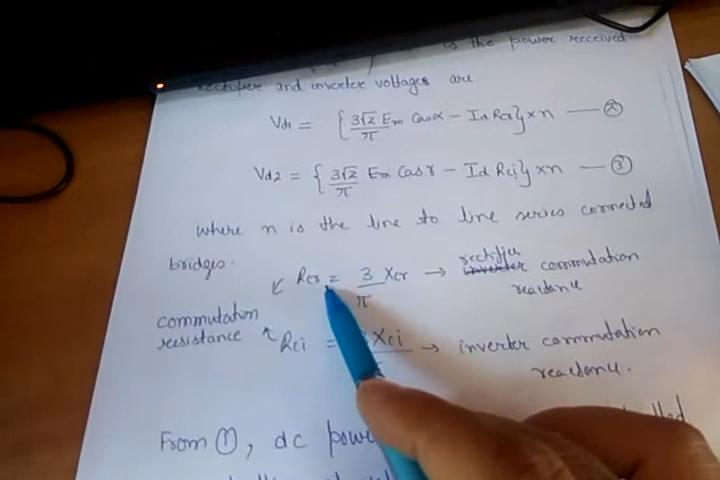 is the power received
rectifier and inverter voltages are
Vd1 = {3√2/π Em Cosα - Id Rcr} x n — ②
Vd2 = {3√2/π Em Cosγ - Id Rci} x n — ③
where n is the line to line series connected
bridges.
Rcr = 3/π Xcr → rectifier commutation reactance
commutation resistance
Rci = Xci → inverter commutation reactance.
From ①, dc power